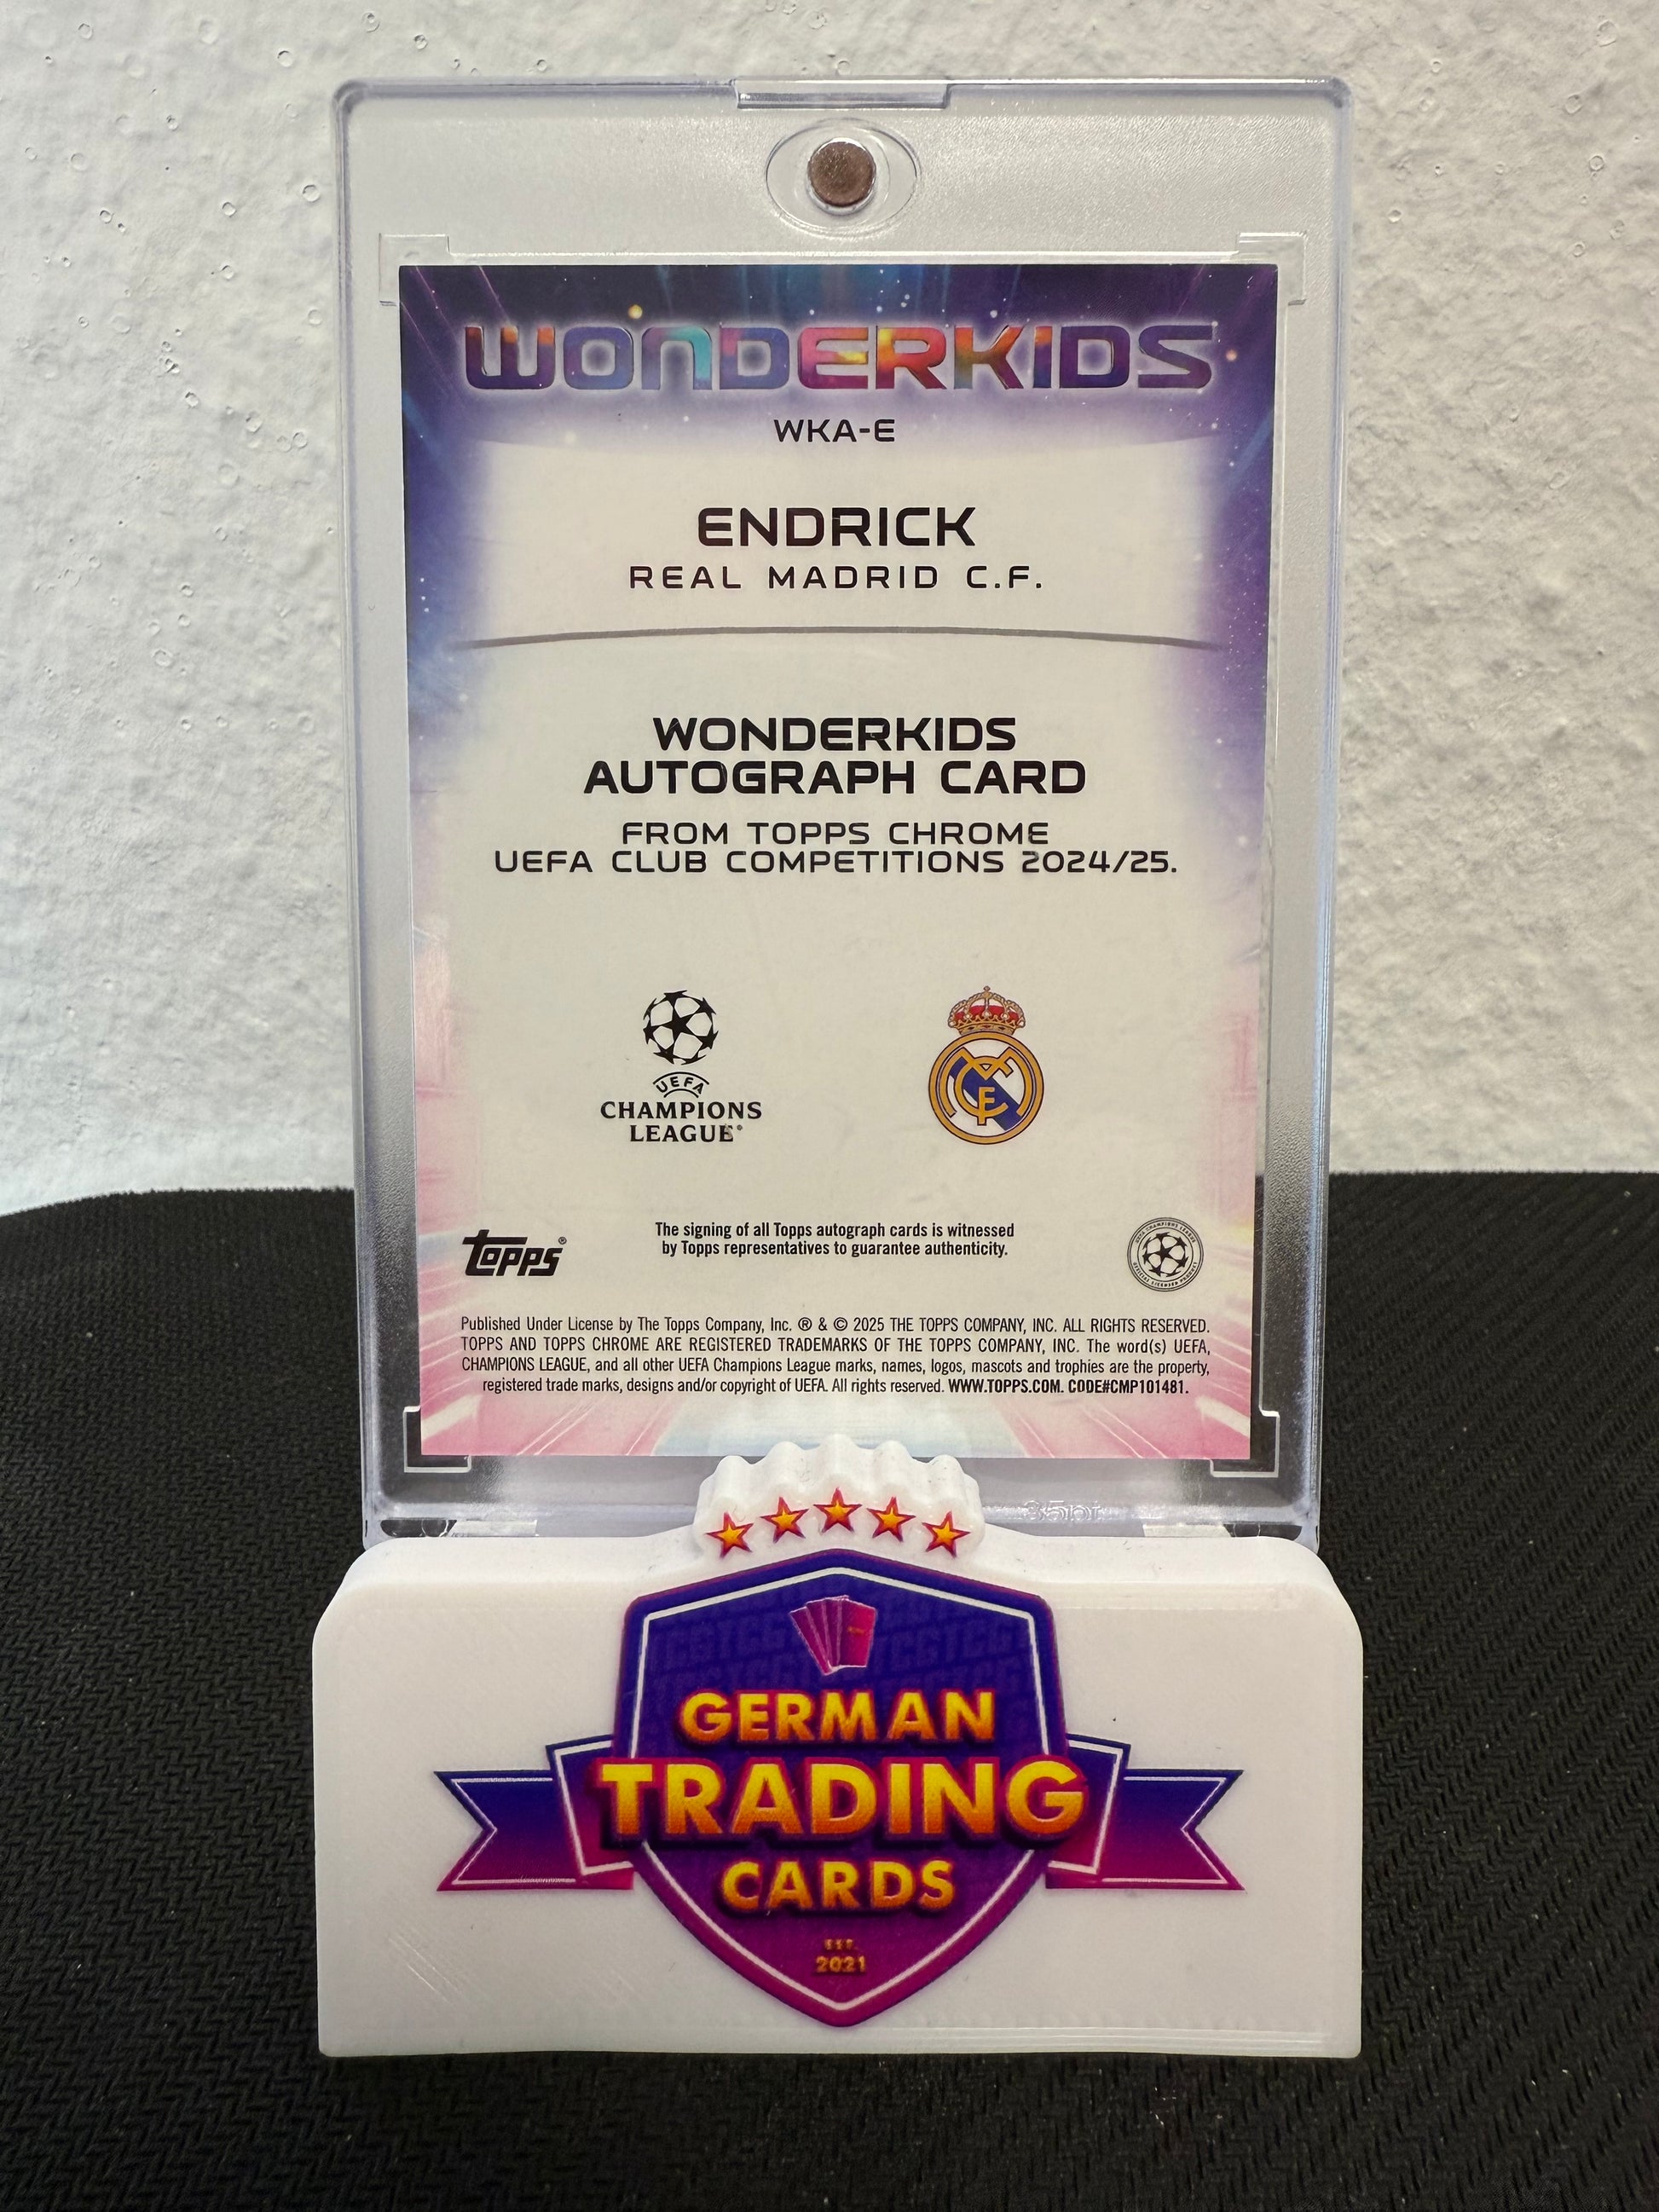 WONDERKIDS
WKA-E
ENDRICK
REAL MADRID C.F.
WONDERKIDS
AUTOGRAPH CARD
FROM TOPPS CHROME
UEFA CLUB COMPETITIONS 2024/25.
UEFA
CHAMPIONS
LEAGUE®
topps®
The signing of all Topps autograph cards is witnessed
by Topps representatives to guarantee authenticity.
Published Under License by The Topps Company, Inc. ® & © 2025 THE TOPPS COMPANY, INC. ALL RIGHTS RESERVED.
TOPPS AND TOPPS CHROME ARE REGISTERED TRADEMARKS OF THE TOPPS COMPANY, INC. The word(s) UEFA,
CHAMPIONS LEAGUE, and all other UEFA Champions League marks, names, logos, mascots and trophies are the property,
registered trade marks, designs and/or copyright of UEFA. All rights reserved. WWW.TOPPS.COM. CODE#CMP101481.
35pt
GERMAN
TRADING
CARDS
EST.
2021